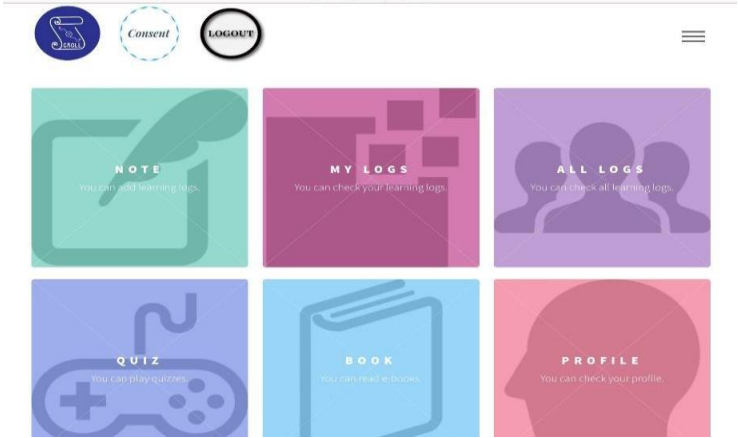 SCROLL
Consent
LOGOUT
NOTE
You can add learning logs.
MY LOGS
You can check your learning logs.
ALL LOGS
You can check all learning logs.
QUIZ
You can play quizzes.
BOOK
You can read e-books.
PROFILE
You can check your profile.